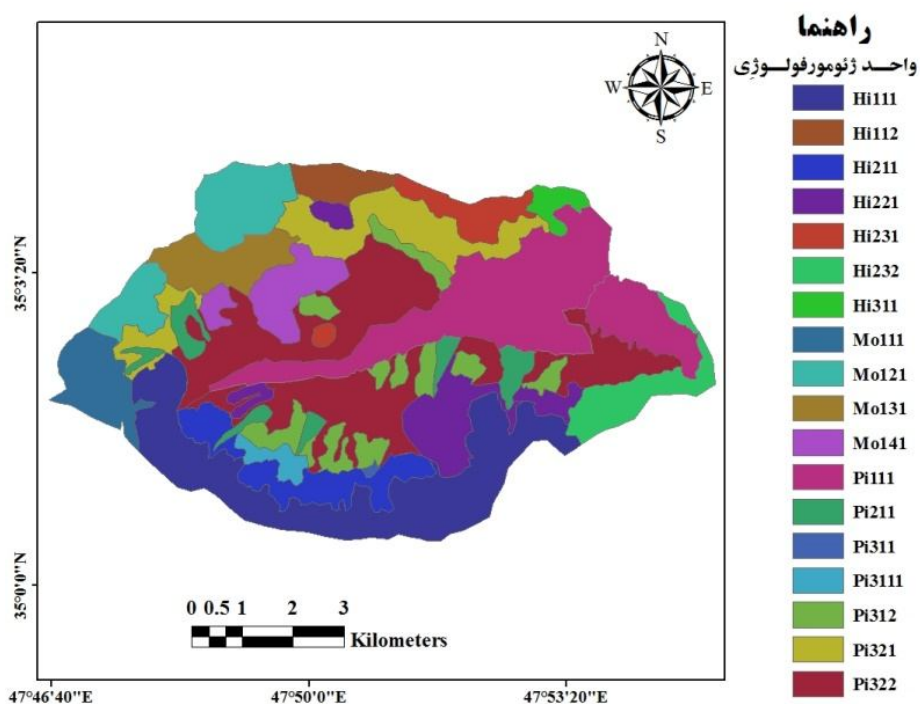 راهنما
واحد ژئومورفولوژی
Hi111
Hi112
Hi211
Hi221
Hi231
Hi232
Hi311
Mo111
Mo121
Mo131
Mo141
Pi111
Pi211
Pi311
Pi3111
Pi312
Pi321
Pi322
N
W E
S
35°3'20"N
35°0'0"N
0 0.5 1 2 3
Kilometers
47°46'40"E 47°50'0"E 47°53'20"E